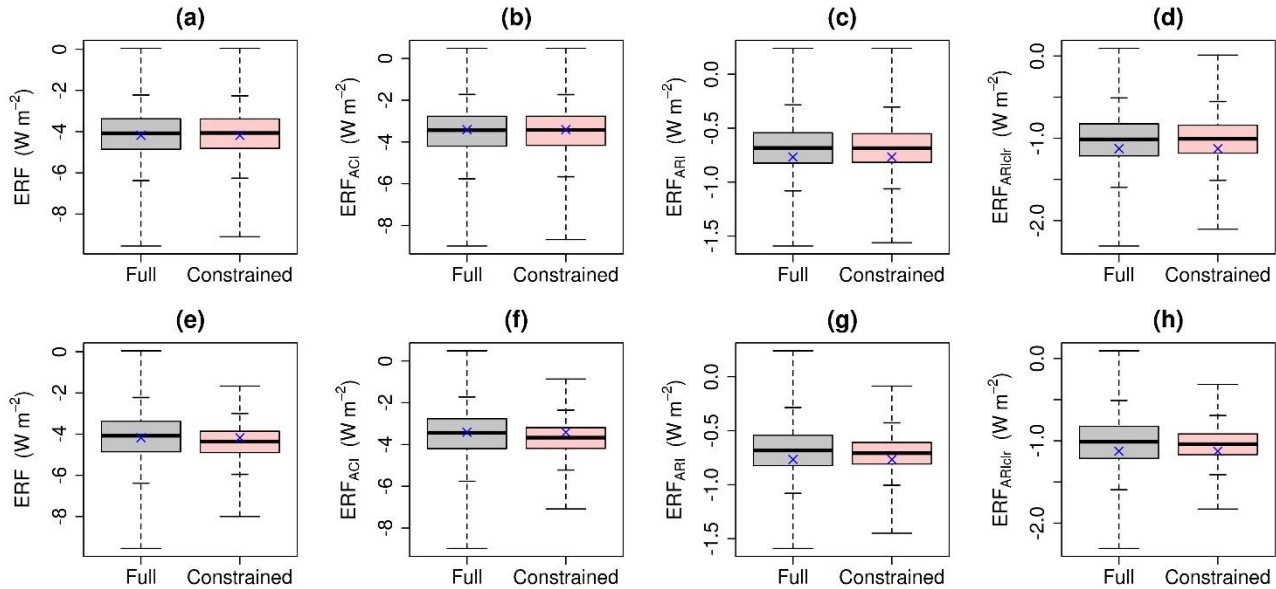 (a)
ERF (W m⁻²)
0
-2
-4
-6
-8
Full Constrained
(b)
ERF_ACI (W m⁻²)
0
-2
-4
-6
-8
Full Constrained
(c)
ERF_ARI (W m⁻²)
0.0
-0.5
-1.0
-1.5
Full Constrained
(d)
ERF_ARIclr (W m⁻²)
0.0
-1.0
-2.0
Full Constrained
(e)
ERF (W m⁻²)
0
-2
-4
-6
-8
Full Constrained
(f)
ERF_ACI (W m⁻²)
0
-2
-4
-6
-8
Full Constrained
(g)
ERF_ARI (W m⁻²)
0.0
-0.5
-1.0
-1.5
Full Constrained
(h)
ERF_ARIclr (W m⁻²)
0.0
-1.0
-2.0
Full Constrained